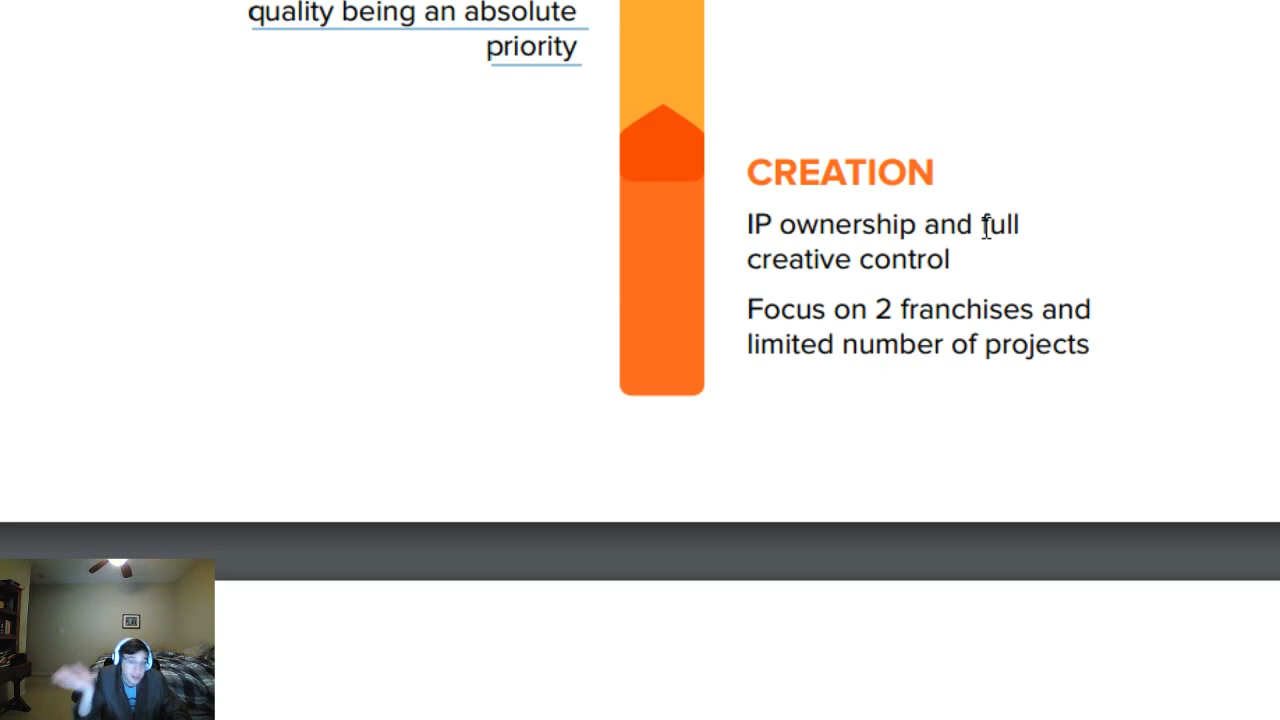 quality being an absolute
priority
CREATION
IP ownership and full
creative control
Focus on 2 franchises and
limited number of projects